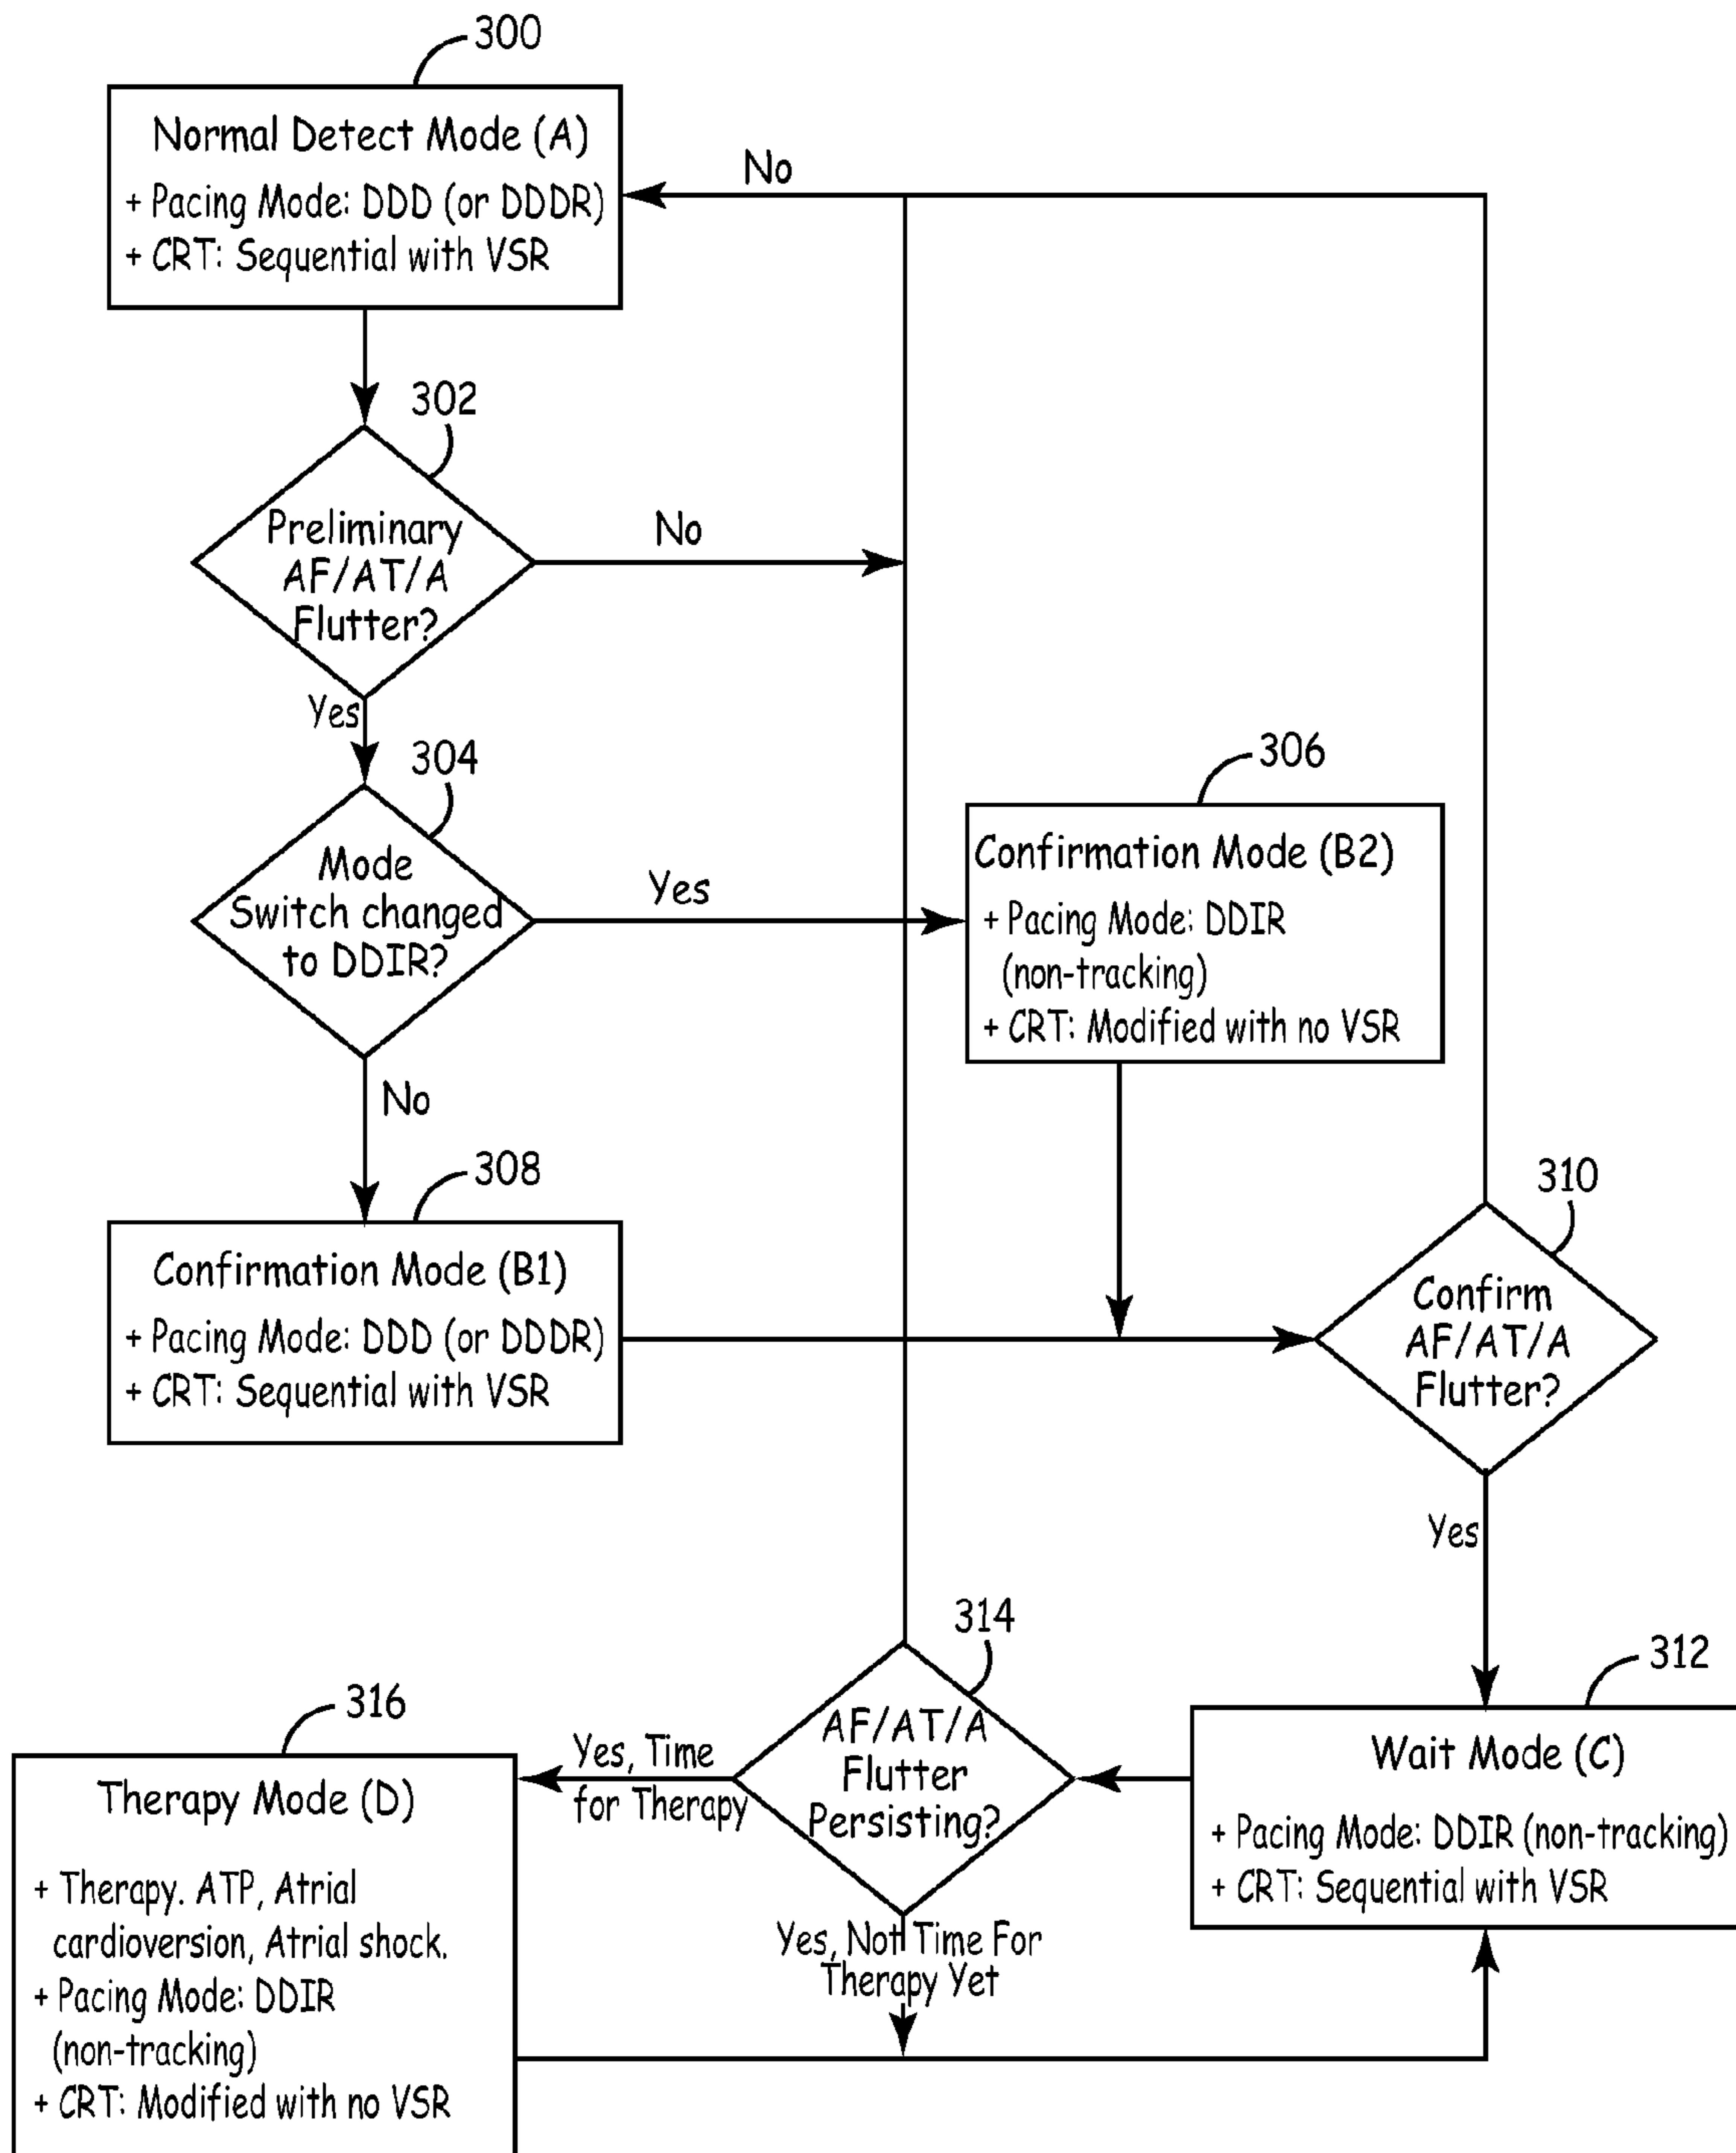 300
Normal Detect Mode (A)
+ Pacing Mode: DDD (or DDDR)
+ CRT: Sequential with VSR
No
302
Preliminary
AF/AT/A
Flutter?
No
Yes
304
Mode
Switch changed
to DDIR?
Yes
No
306
Confirmation Mode (B2)
+ Pacing Mode: DDIR
(non-tracking)
+ CRT: Modified with no VSR
308
Confirmation Mode (B1)
+ Pacing Mode: DDD (or DDDR)
+ CRT: Sequential with VSR
310
Confirm
AF/AT/A
Flutter?
Yes
312
Wait Mode (C)
+ Pacing Mode: DDIR (non-tracking)
+ CRT: Sequential with VSR
314
AF/AT/A
Flutter
Persisting?
Yes, Time
for Therapy
Yes, Not Time For
Therapy Yet
316
Therapy Mode (D)
+ Therapy. ATP, Atrial
cardioversion, Atrial shock.
+ Pacing Mode: DDIR
(non-tracking)
+ CRT: Modified with no VSR